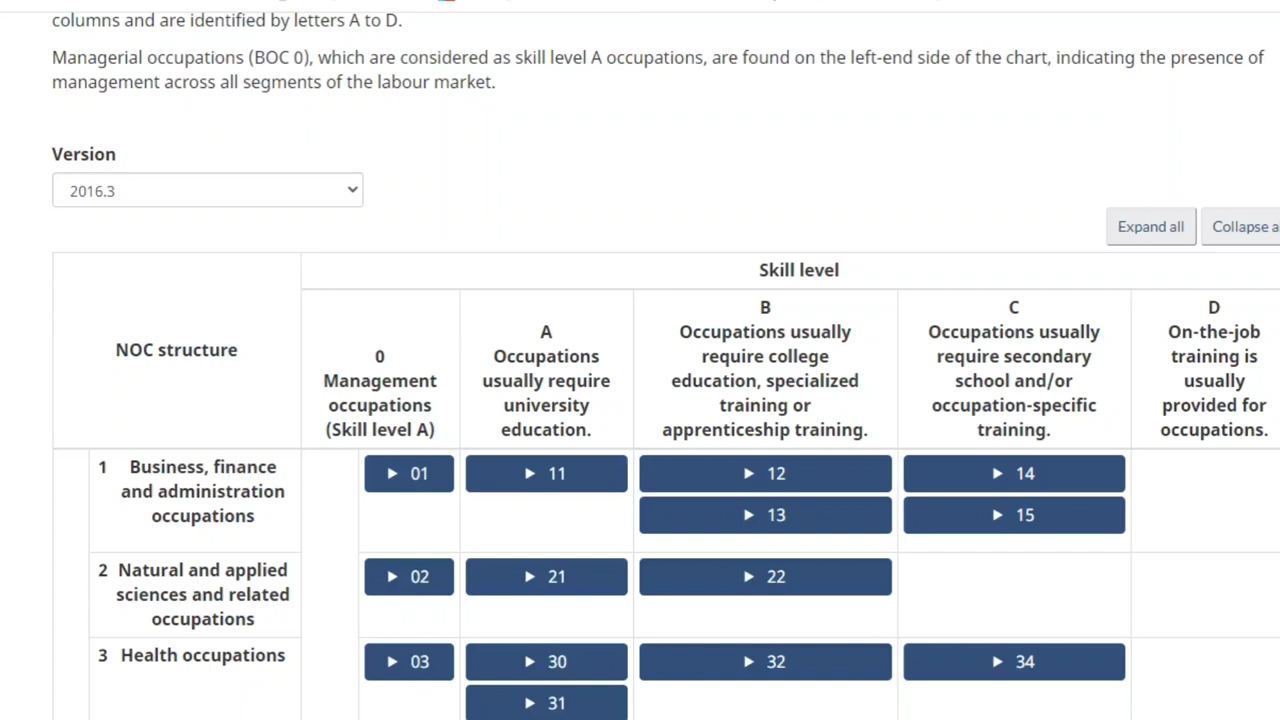 columns and are identified by letters A to D.
Managerial occupations (BOC 0), which are considered as skill level A occupations, are found on the left-end side of the chart, indicating the presence of
management across all segments of the labour market.
Version
2016.3
Expand all
Collapse a
Skill level
NOC structure
0
Management
occupations
(Skill level A)
A
Occupations
usually require
university
education.
B
Occupations usually
require college
education, specialized
training or
apprenticeship training.
C
Occupations usually
require secondary
school and/or
occupation-specific
training.
D
On-the-job
training is
usually
provided for
occupations.
1 Business, finance
and administration
occupations
01
11
12
13
14
15
2 Natural and applied
sciences and related
occupations
02
21
22
3 Health occupations
03
30
31
32
34